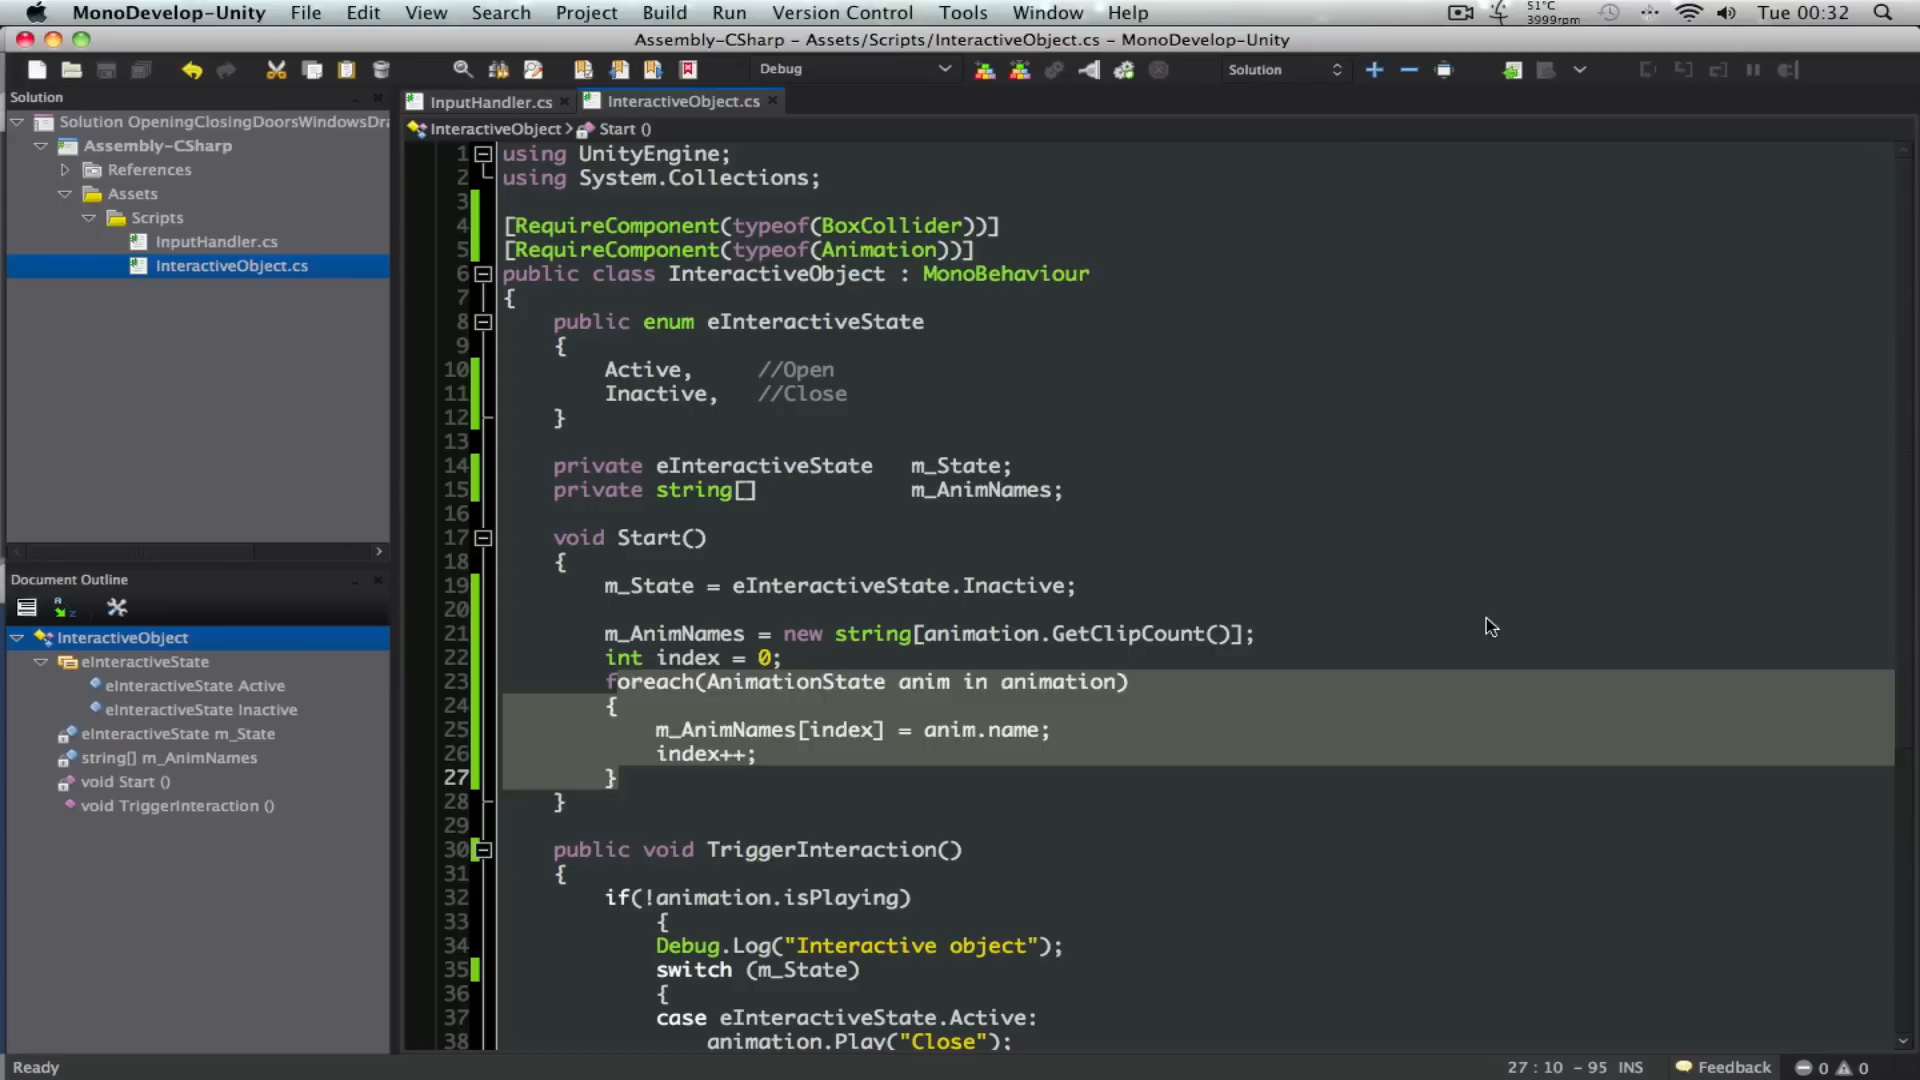 MonoDevelop-Unity File Edit View Search Project Build Run Version Control Tools Window Help 51°C 3999rpm Tue 00:32
Assembly-CSharp - Assets/Scripts/InteractiveObject.cs - MonoDevelop-Unity
Debug Solution
Solution
Solution OpeningClosingDoorsWindowsDra
Assembly-CSharp
References
Assets
Scripts
InputHandler.cs
InteractiveObject.cs
Document Outline
InteractiveObject
eInteractiveState
eInteractiveState Active
eInteractiveState Inactive
eInteractiveState m_State
string[] m_AnimNames
void Start ()
void TriggerInteraction ()
InputHandler.cs InteractiveObject.cs
InteractiveObject Start ()
1 using UnityEngine;
2 using System.Collections;
3
4 [RequireComponent(typeof(BoxCollider))]
5 [RequireComponent(typeof(Animation))]
6 public class InteractiveObject : MonoBehaviour
7 {
8 public enum eInteractiveState
9 {
10 Active, //Open
11 Inactive, //Close
12 }
13
14 private eInteractiveState m_State;
15 private string[] m_AnimNames;
16
17 void Start()
18 {
19 m_State = eInteractiveState.Inactive;
20
21 m_AnimNames = new string[animation.GetClipCount()];
22 int index = 0;
23 foreach(AnimationState anim in animation)
24 {
25 m_AnimNames[index] = anim.name;
26 index++;
27 }
28 }
29
30 public void TriggerInteraction()
31 {
32 if(!animation.isPlaying)
33 {
34 Debug.Log("Interactive object");
35 switch (m_State)
36 {
37 case eInteractiveState.Active:
38 animation.Play("Close");
Ready 27 : 10 - 95 INS Feedback 0 0